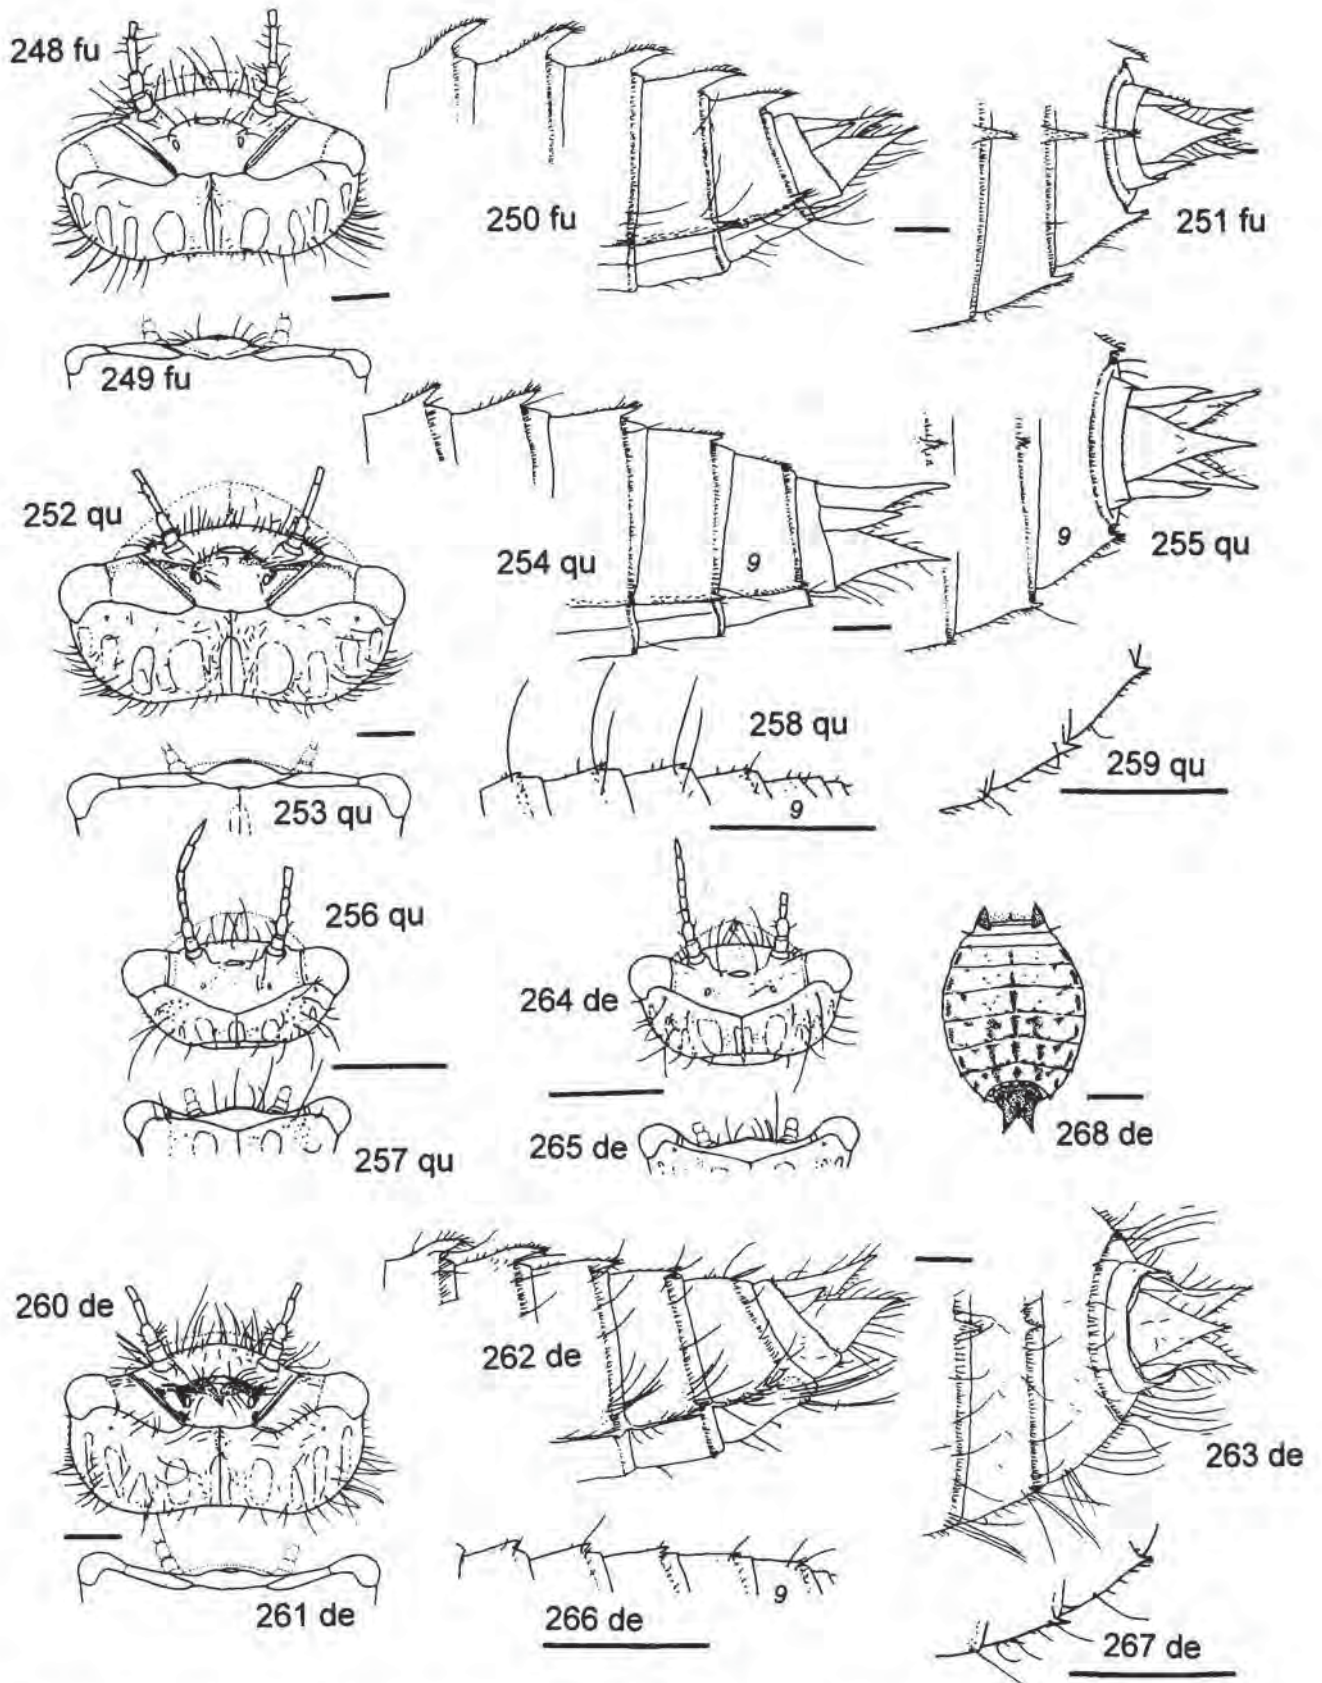 248 fu
250 fu
251 fu
249 fu
252 qu
254 qu
9
9
255 qu
253 qu
258 qu
9
259 qu
256 qu
257 qu
264 de
265 de
268 de
260 de
262 de
263 de
261 de
266 de
9
267 de